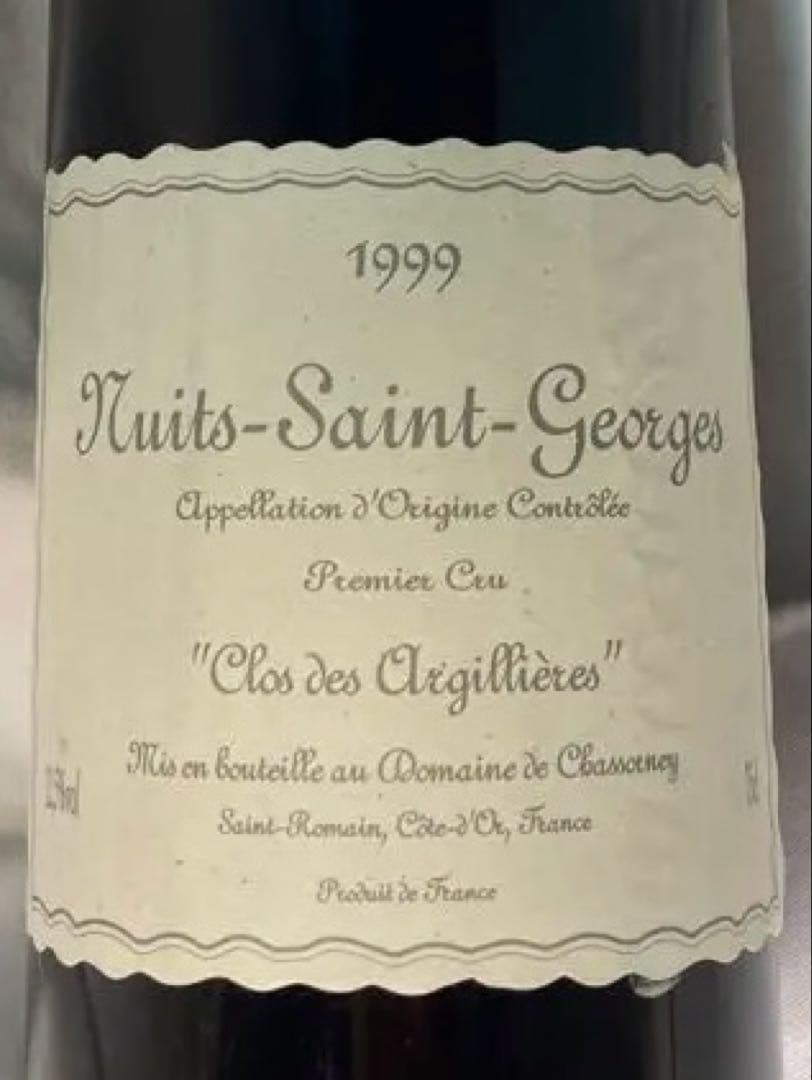 1999
Nuits-Saint-Georges
Appellation d'Origine Contrôlée
Premier Cru
"Clos des Argillières"
Mis en bouteille au Domaine de Chassorney
Saint-Romain, Côte-d'Or, France
Produit de France